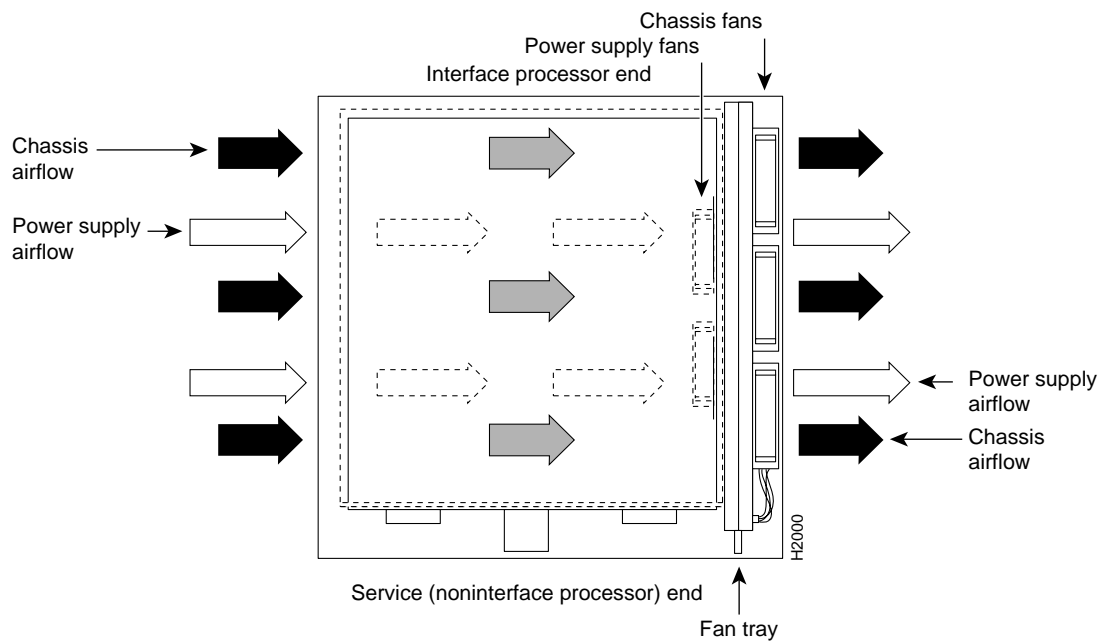 Chassis fans
Power supply fans
Interface processor end
Chassis
airflow
Power supply
airflow
Power supply
airflow
Chassis
airflow
H2000
Service (noninterface processor) end
Fan tray